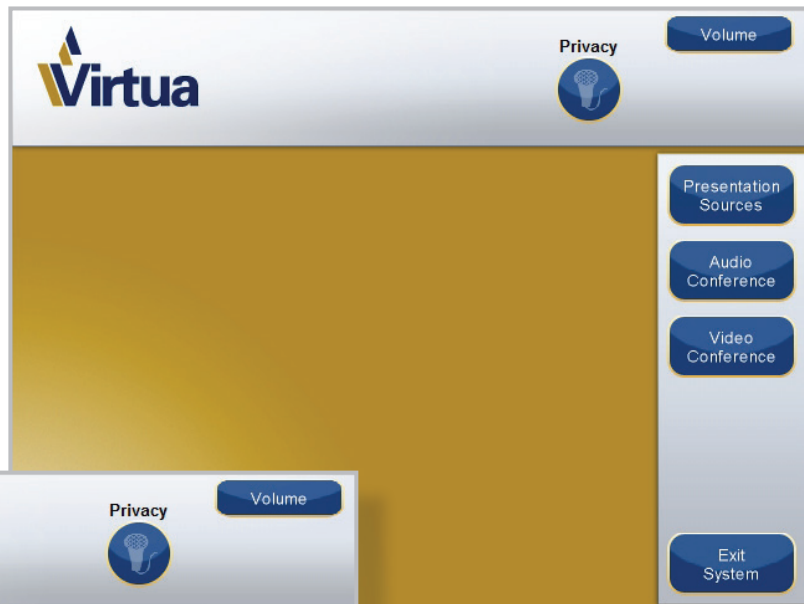 Virtua
Privacy
Volume
Presentation
Sources
Audio
Conference
Video
Conference
Exit
System
Privacy
Volume